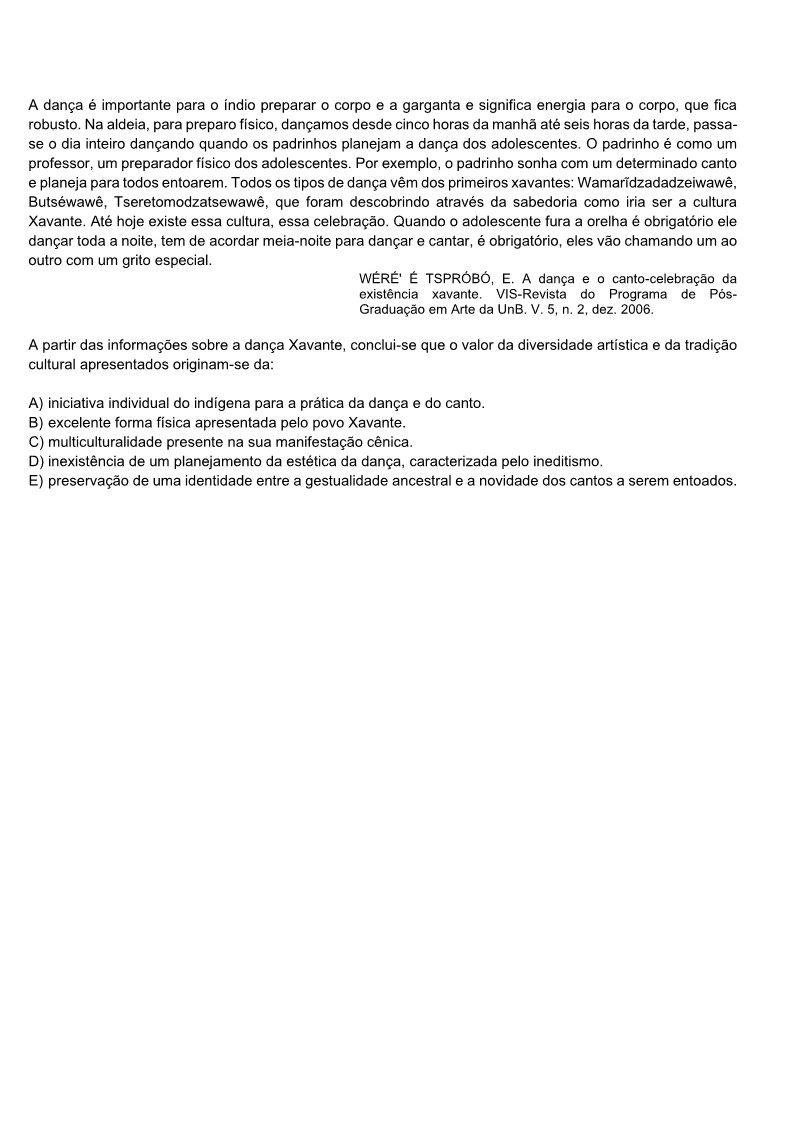 A dança é importante para o índio preparar o corpo e a garganta e significa energia para o corpo, que fica
robusto. Na aldeia, para preparo físico, dançamos desde cinco horas da manhã até seis horas da tarde, passa-
se o dia inteiro dançando quando os padrinhos planejam a dança dos adolescentes. O padrinho é como um
professor, um preparador físico dos adolescentes. Por exemplo, o padrinho sonha com um determinado canto
e planeja para todos entoarem. Todos os tipos de dança vêm dos primeiros xavantes: Wamarĩdzadadzeiwawẽ,
Butséwawẽ, Tseretomodzatsewawẽ, que foram descobrindo através da sabedoria como iria ser a cultura
Xavante. Até hoje existe essa cultura, essa celebração. Quando o adolescente fura a orelha é obrigatório ele
dançar toda a noite, tem de acordar meia-noite para dançar e cantar, é obrigatório, eles vão chamando um ao
outro com um grito especial.
WÉRÉ' É TSPRÓBÓ, E. A dança e o canto-celebração da
existência xavante. VIS-Revista do Programa de Pós-
Graduação em Arte da UnB. V. 5, n. 2, dez. 2006.
A partir das informações sobre a dança Xavante, conclui-se que o valor da diversidade artística e da tradição
cultural apresentados originam-se da:
A) iniciativa individual do indígena para a prática da dança e do canto.
B) excelente forma física apresentada pelo povo Xavante.
C) multiculturalidade presente na sua manifestação cênica.
D) inexistência de um planejamento da estética da dança, caracterizada pelo ineditismo.
E) preservação de uma identidade entre a gestualidade ancestral e a novidade dos cantos a serem entoados.